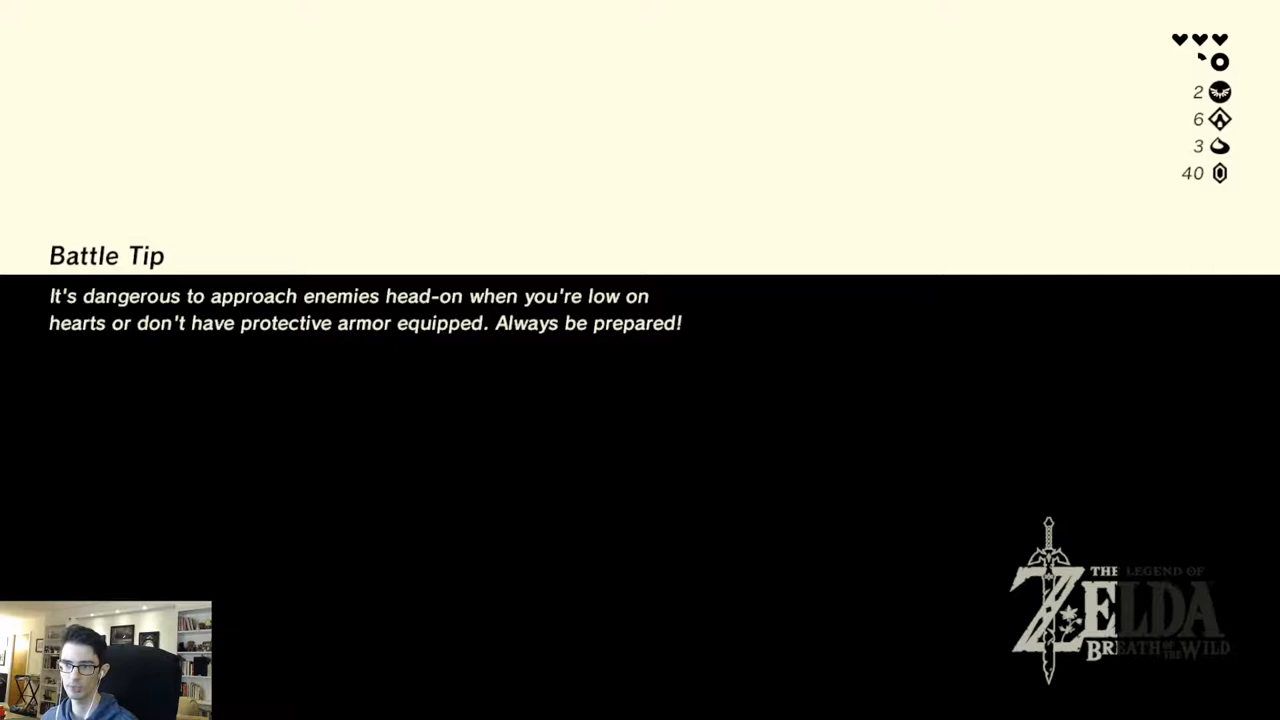 2
6
3
40
Battle Tip
It's dangerous to approach enemies head-on when you're low on
hearts or don't have protective armor equipped. Always be prepared!
THE LEGEND OF
ZELDA
BREATH OF THE WILD